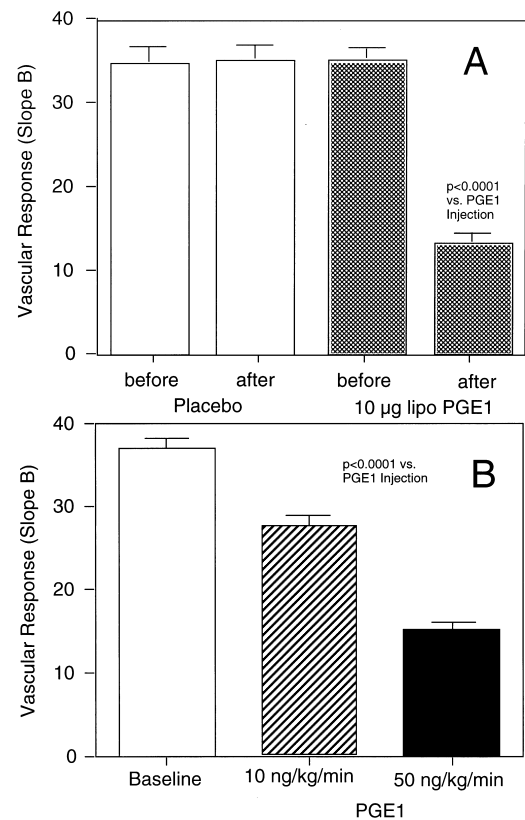 40
30
20
10
0
Vascular Response (Slope B)
A
p<0.0001
vs. PGE1
Injection
before
after
before
after
Placebo
10 µg lipo PGE1
40
30
20
10
0
Vascular Response (Slope B)
p<0.0001 vs.
PGE1 Injection
B
Baseline
10 ng/kg/min
50 ng/kg/min
PGE1